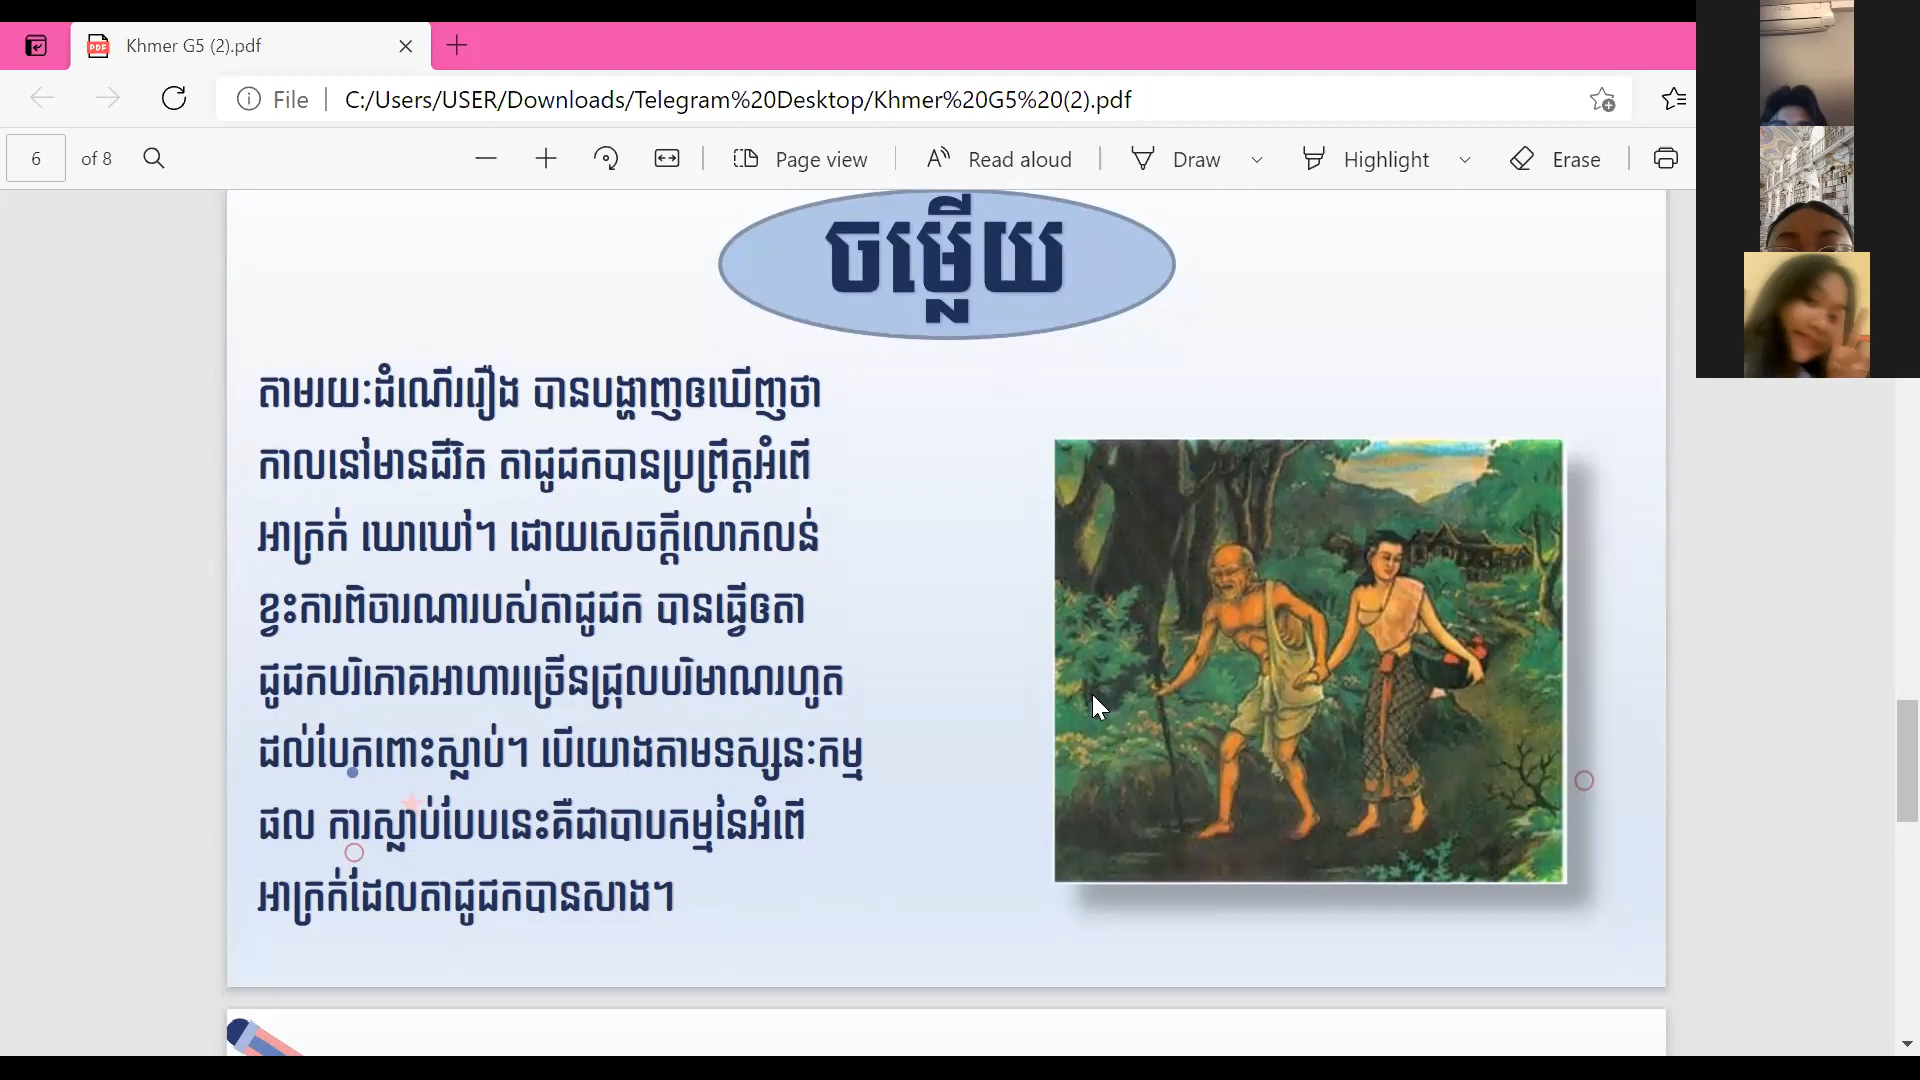 Khmer G5 (2).pdf
File
C:/Users/USER/Downloads/Telegram%20Desktop/Khmer%20G5%20(2).pdf
6 of 8
Page view
Read aloud
Draw
Highlight
Erase
ចម្លើយ
តាមរយៈដំណើររឿង បានបង្ហាញឲឃើញថា
កាលនៅមានជីវិត តាជូជកបានប្រព្រឹត្តអំពើ
អាក្រក់ ឃោឃៅ។ ដោយសេចក្តីលោភលន់
ខ្វះការពិចារណារបស់តាជូជក បានធ្វើឲតា
ជូជកបរិភោគអាហារច្រើនជ្រុលបរិមាណរហូត
ដល់បែកពោះស្លាប់។ បើយោងតាមទស្សនៈកម្ម
ផល ការស្លាប់បែបនេះគឺជាបាបកម្មនៃអំពើ
អាក្រក់ដែលតាជូជកបានសាង។